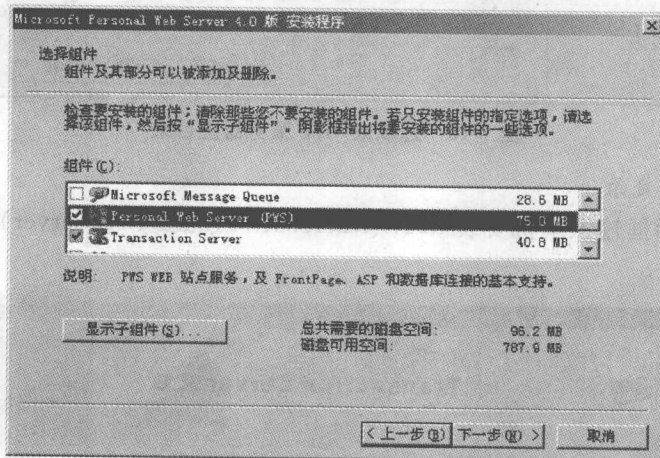 Microsoft Personal Web Server 4.0 版 安装程序
选择组件
组件及其部分可以被添加及删除。
检查要安装的组件；清除那些您不要安装的组件。若只安装组件的指定选项，请选
择该组件，然后按“显示子组件”。阴影框指出将要安装的组件的一些选项。
组件(C):
Microsoft Message Queue 28.6 MB
Personal Web Server (PWS) 75.0 MB
Transaction Server 40.8 MB
说明: PWS WEB 站点服务，及 FrontPage、ASP 和数据库连接的基本支持。
显示子组件(S)... 总共需要的磁盘空间: 96.2 MB
磁盘可用空间: 787.9 MB
<上一步(B) 下一步(N) > 取消